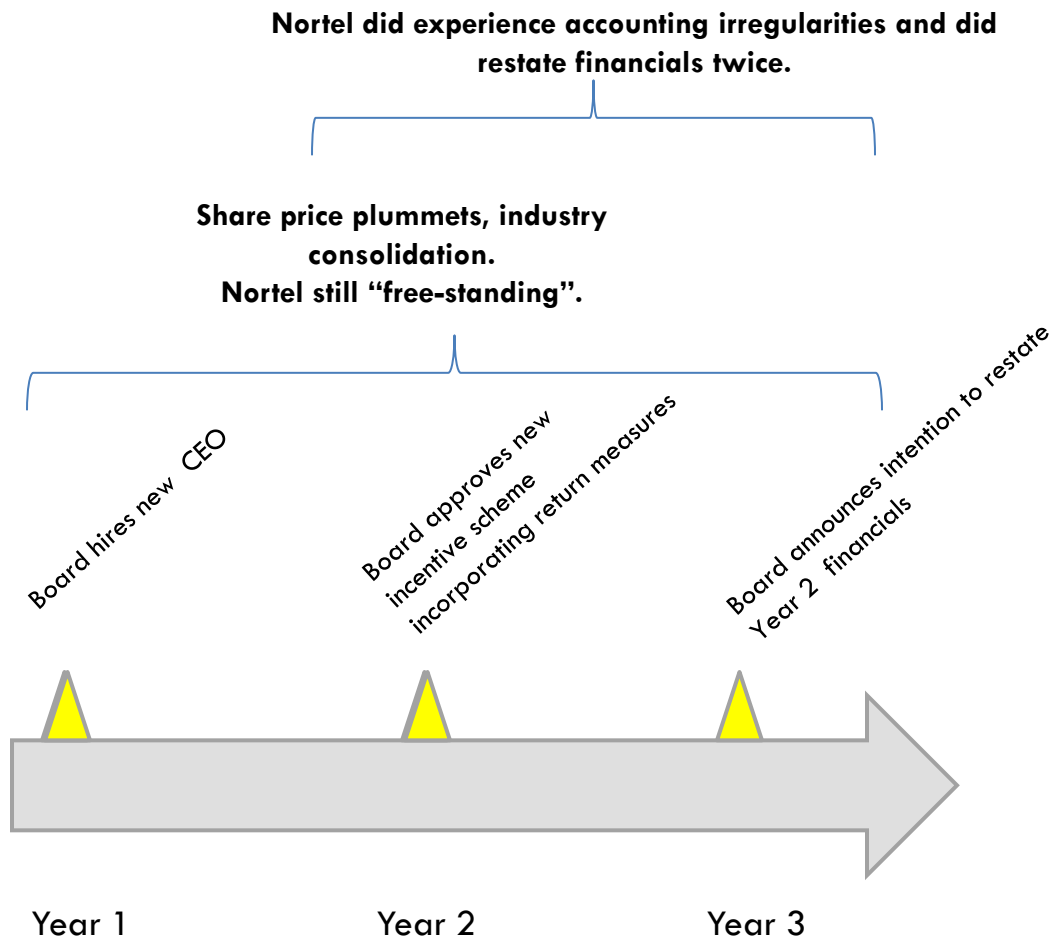 Nortel did experience accounting irregularities and did
restate financials twice.
Share price plummets, industry
consolidation.
Nortel still “free-standing”.
Board hires new  CEO
Board approves new
incentive scheme
incorporating return measures
Board announces intention to restate
Year 2  financials
Year 1
Year 2
Year 3